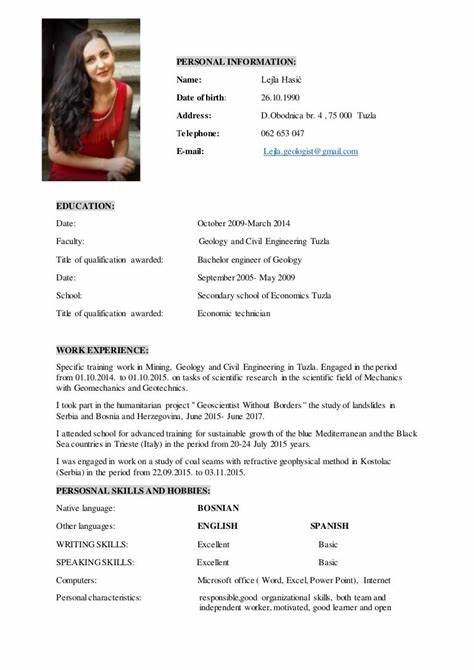 PERSONAL INFORMATION:
Name: Lejla Hasić
Date of birth: 26.10.1990
Address: D.Obodnica br. 4 , 75 000 Tuzla
Telephone: 062 653 047
E-mail: Lejla.geologist@gmail.com
EDUCATION:
Date: October 2009-March 2014
Faculty: Geology and Civil Engineering Tuzla
Title of qualification awarded: Bachelor engineer of Geology
Date: September 2005- May 2009
School: Secondary school of Economics Tuzla
Title of qualification awarded: Economic technician
WORK EXPERIENCE:
Specific training work in Mining, Geology and Civil Engineering in Tuzla. Engaged in the period
from 01.10.2014. to 01.10.2015. on tasks of scientific research in the scientific field of Mechanics
with Geomechanics and Geotechnics.
I took part in the humanitarian project " Geoscientist Without Borders " the study of landslides in
Serbia and Bosnia and Herzegovina, June 2015- June 2017.
I attended school for advanced training for sustainable growth of the blue Mediterranean and the Black
Sea countries in Trieste (Italy) in the period from 20-24 July 2015 years.
I was engaged in work on a study of coal seams with refractive geophysical method in Kostolac
(Serbia) in the period from 22.09.2015. to 03.11.2015.
PERSOSNAL SKILLS AND HOBBIES:
Native language: BOSNIAN
Other languages: ENGLISH SPANISH
WRITING SKILLS: Excellent Basic
SPEAKING SKILLS: Excellent Basic
Computers: Microsoft office ( Word, Excel, Power Point), Internet
Personal characteristics: responsible,good organizational skills, both team and
independent worker, motivated, good learner and open